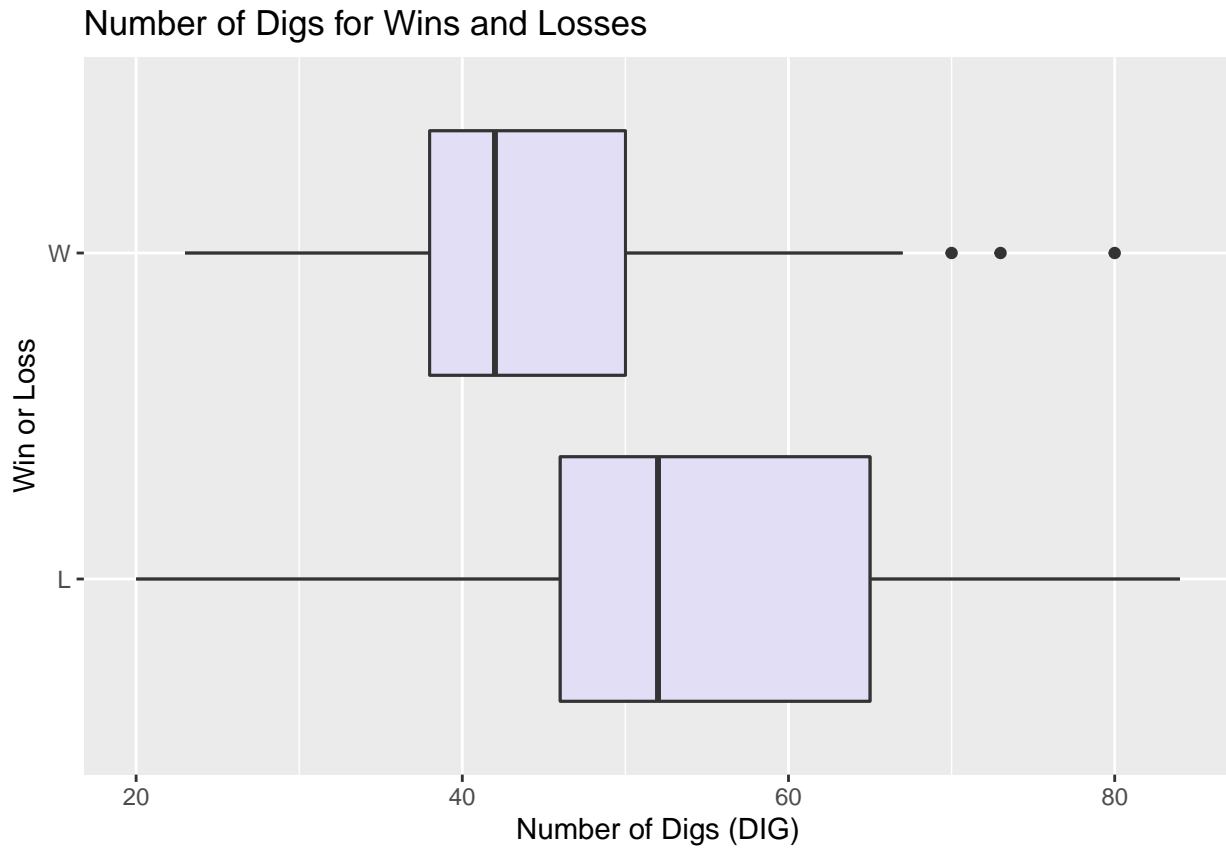 Number of Digs for Wins and Losses
Win or Loss
W
L
20 40 60 80
Number of Digs (DIG)